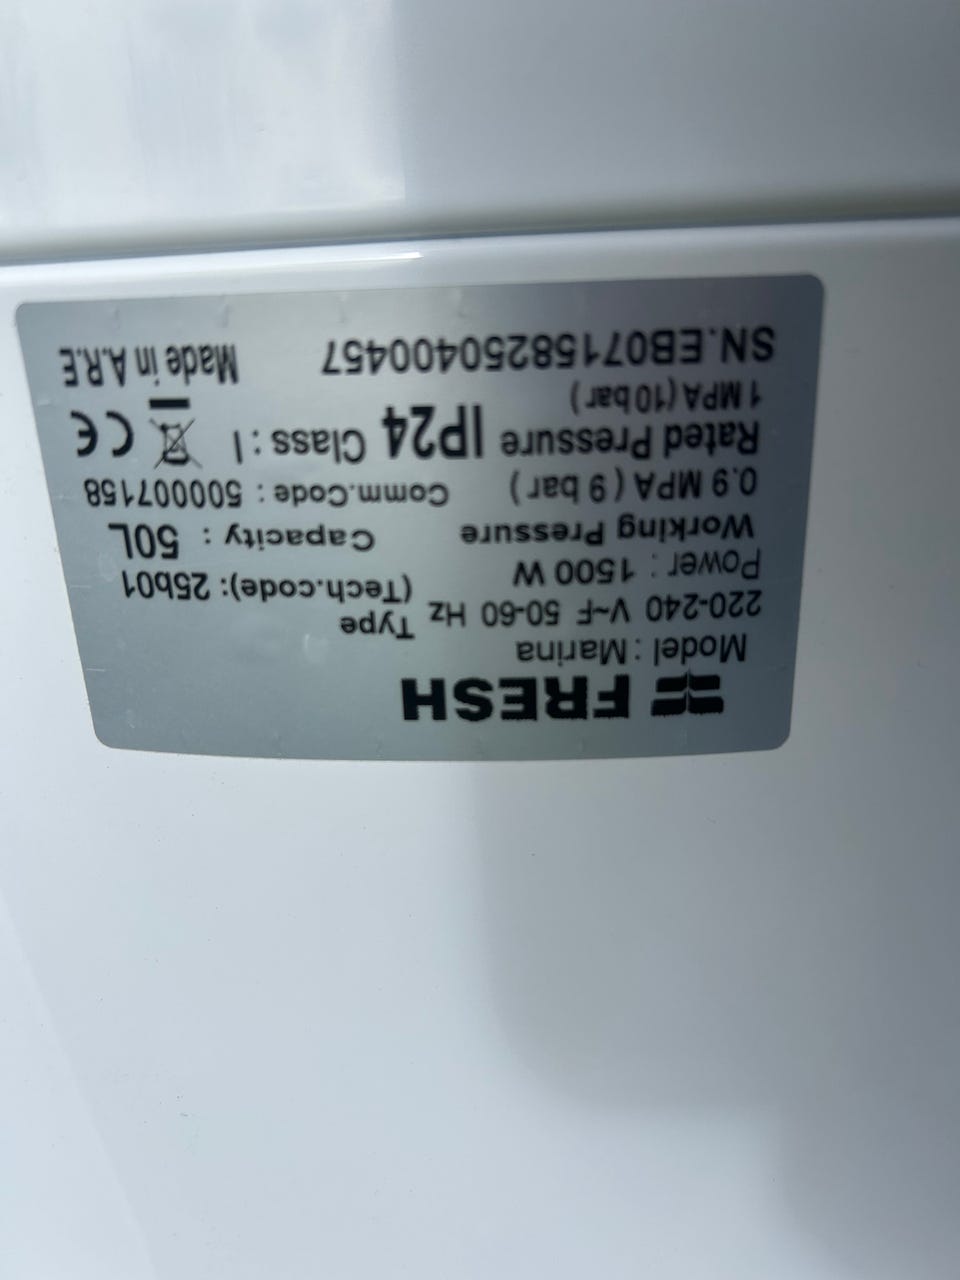 FRESH
Model : Marina
220-240 V~F 50-60 Hz Type (Tech.code): 25b01
Power : 1500 W
Capacity : 50L
Working Pressure
0.9 MPA ( 9 bar ) Comm.Code : 500007158
Rated Pressure IP24 Class : I CE
1 MPA (10 bar )
SN.EB0715825040045​7 Made in A.R.E